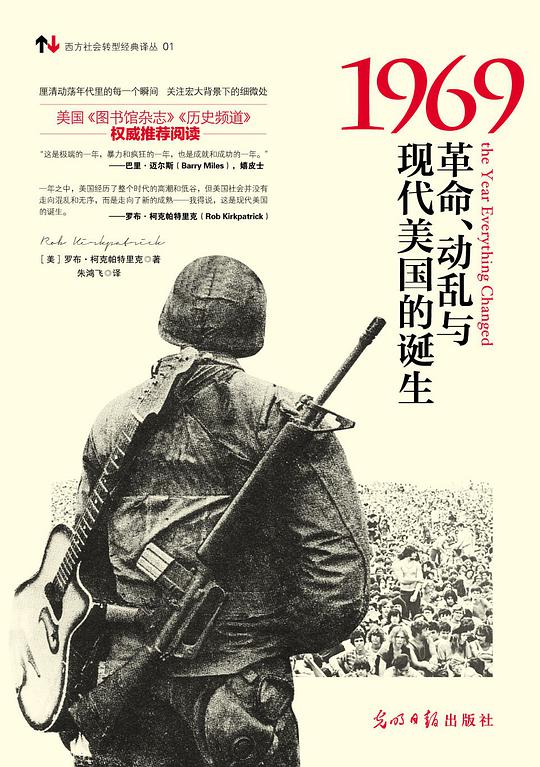 西方社会转型经典译丛 01
厘清动荡年代里的每一个瞬间 关注宏大背景下的细微处
美国《图书馆杂志》《历史频道》
权威推荐阅读
“这是极端的一年，暴力和疯狂的一年，也是成就和成功的一年。”
——巴里·迈尔斯（Barry Miles），嬉皮士
一年之中，美国经历了整个时代的高潮和低谷，但美国社会并没有
走向混乱和无序，而是走向了新的成熟——我得说，这是现代美国
的诞生。
——罗布·柯克帕特里克（Rob Kirkpatrick）
Rob Kirkpatrick
［美］罗布·柯克帕特里克◎著
朱鸿飞◎译
1969
the Year Everything Changed
革命、动乱与
现代美国的诞生
光明日报出版社